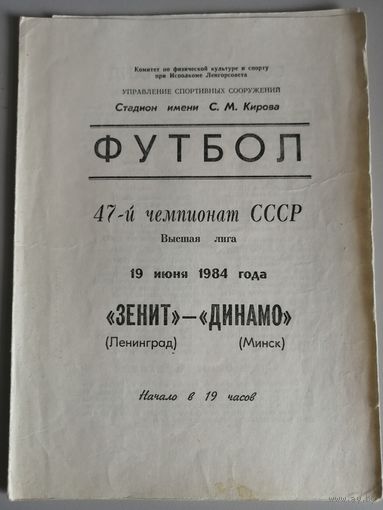 Комитет по физической культуре и спорту
при Исполкоме Ленгорсовета
УПРАВЛЕНИЕ СПОРТИВНЫХ СООРУЖЕНИЙ
Стадион имени С. М. Кирова
ФУТБОЛ
47-й чемпионат СССР
Высшая лига
19 июня 1984 года
«ЗЕНИТ»—«ДИНАМО»
(Ленинград) (Минск)
Начало в 19 часов